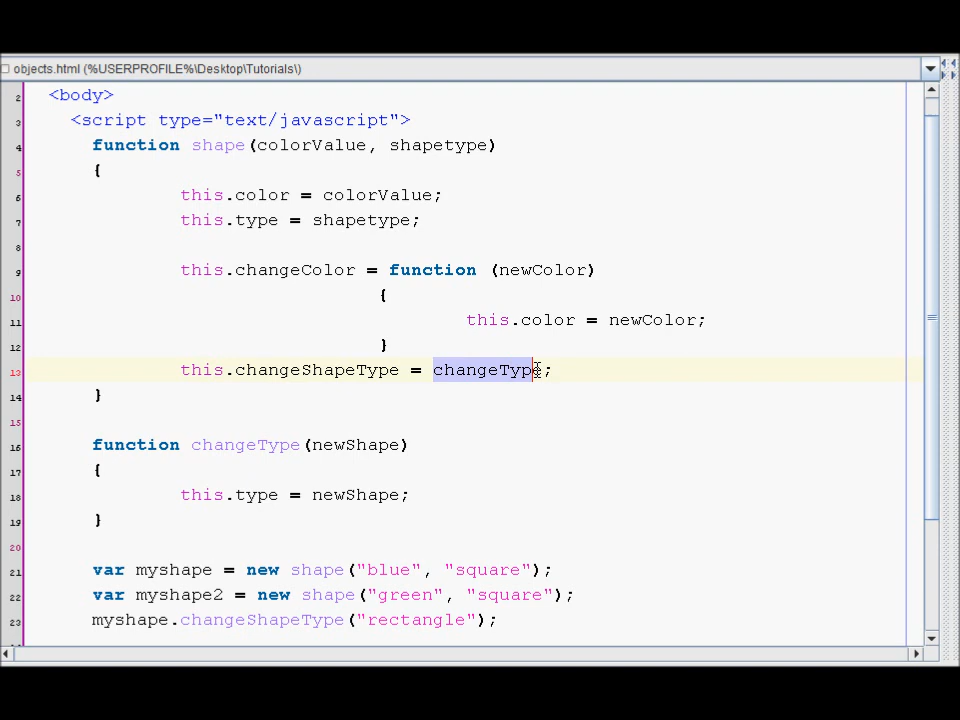 objects.html (%USERPROFILE%\Desktop\Tutorials\)
2 <body>
3 <script type="text/javascript">
4 function shape(colorValue, shapetype)
5 {
6 this.color = colorValue;
7 this.type = shapetype;
8
9 this.changeColor = function (newColor)
10 {
11 this.color = newColor;
12 }
13 this.changeShapeType = changeType;
14 }
15
16 function changeType(newShape)
17 {
18 this.type = newShape;
19 }
20
21 var myshape = new shape("blue", "square");
22 var myshape2 = new shape("green", "square");
23 myshape.changeShapeType("rectangle");